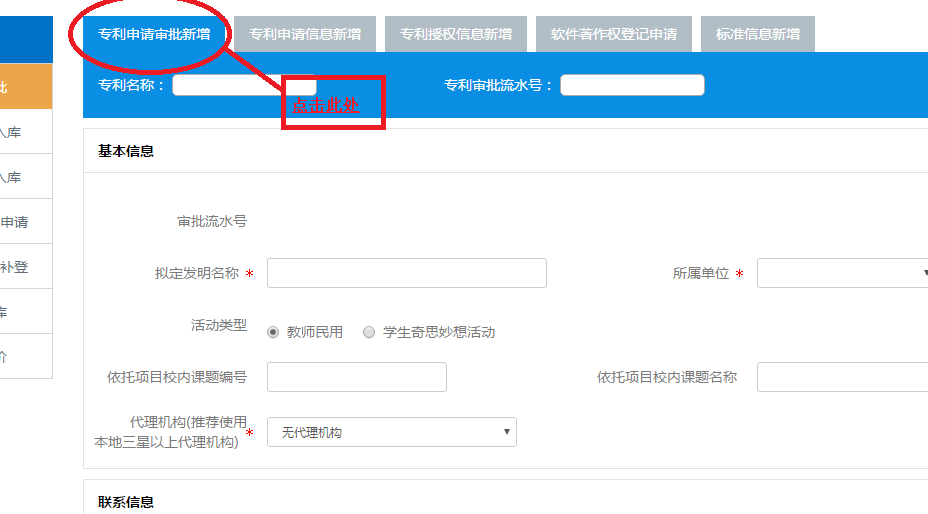 专利申请审批新增 专利申请信息新增 专利授权信息新增 软件著作权登记申请 标准信息新增
专利名称： 专利审批流水号：
点击此处
入库
入库
申请
补登
库
价
基本信息
审批流水号
拟定发明名称 * 所属单位 *
活动类型 教师民用 学生奇思妙想活动
依托项目校内课题编号 依托项目校内课题名称
代理机构(推荐使用
本地三星以上代理机构) * 无代理机构
联系信息